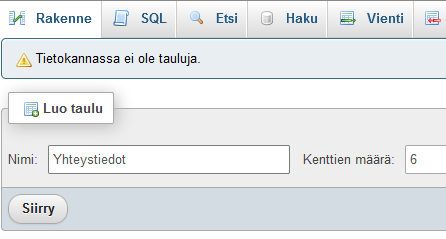 Rakenne SQL Etsi Haku Vienti
Tietokannassa ei ole tauluja.
Luo taulu
Nimi: Yhteystiedot Kenttien määrä: 6
Siirry